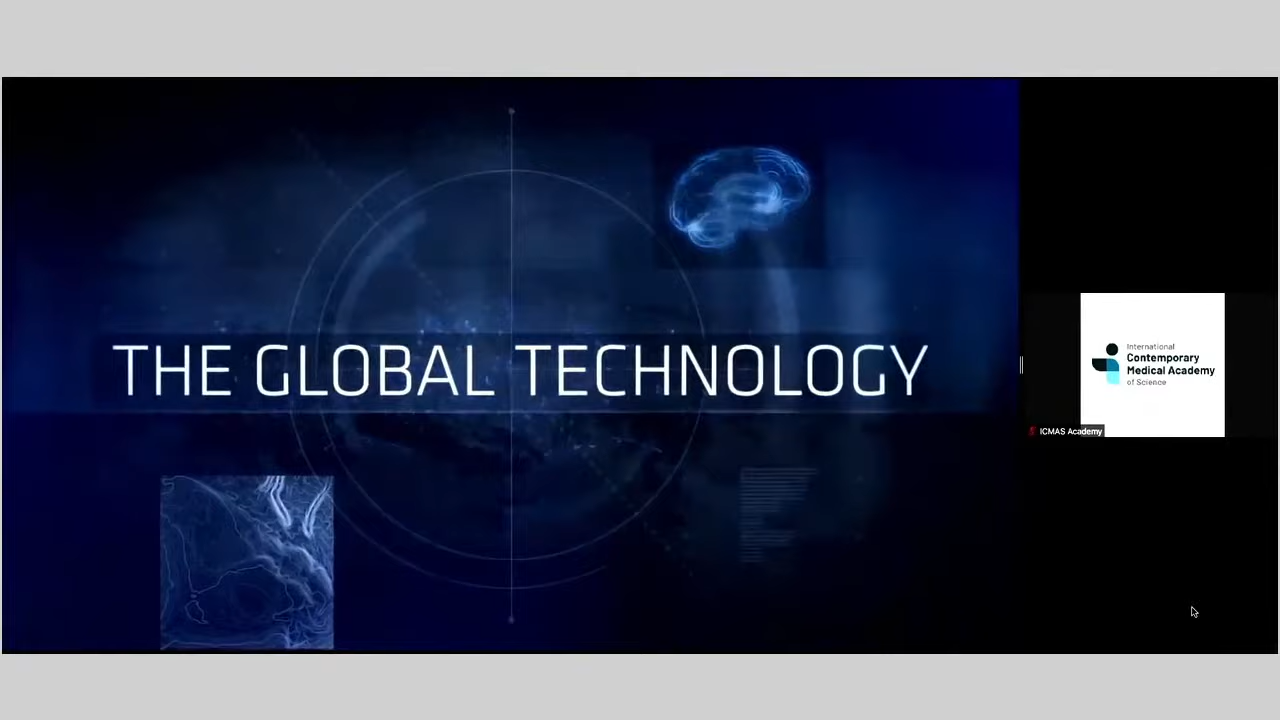 THE GLOBAL TECHNOLOGY
International
Contemporary
Medical Academy
of Science
ICMAS Academy